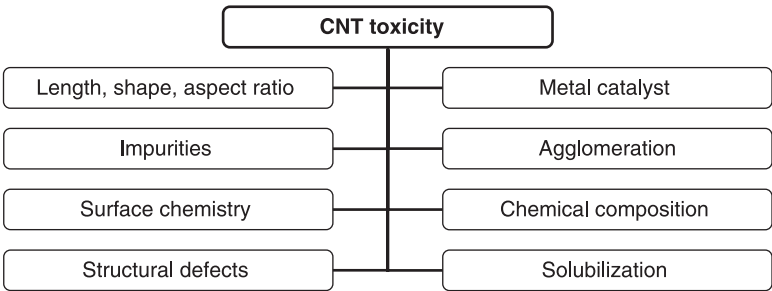 CNT toxicity
Length, shape, aspect ratio
Metal catalyst
Impurities
Agglomeration
Surface chemistry
Chemical composition
Structural defects
Solubilization